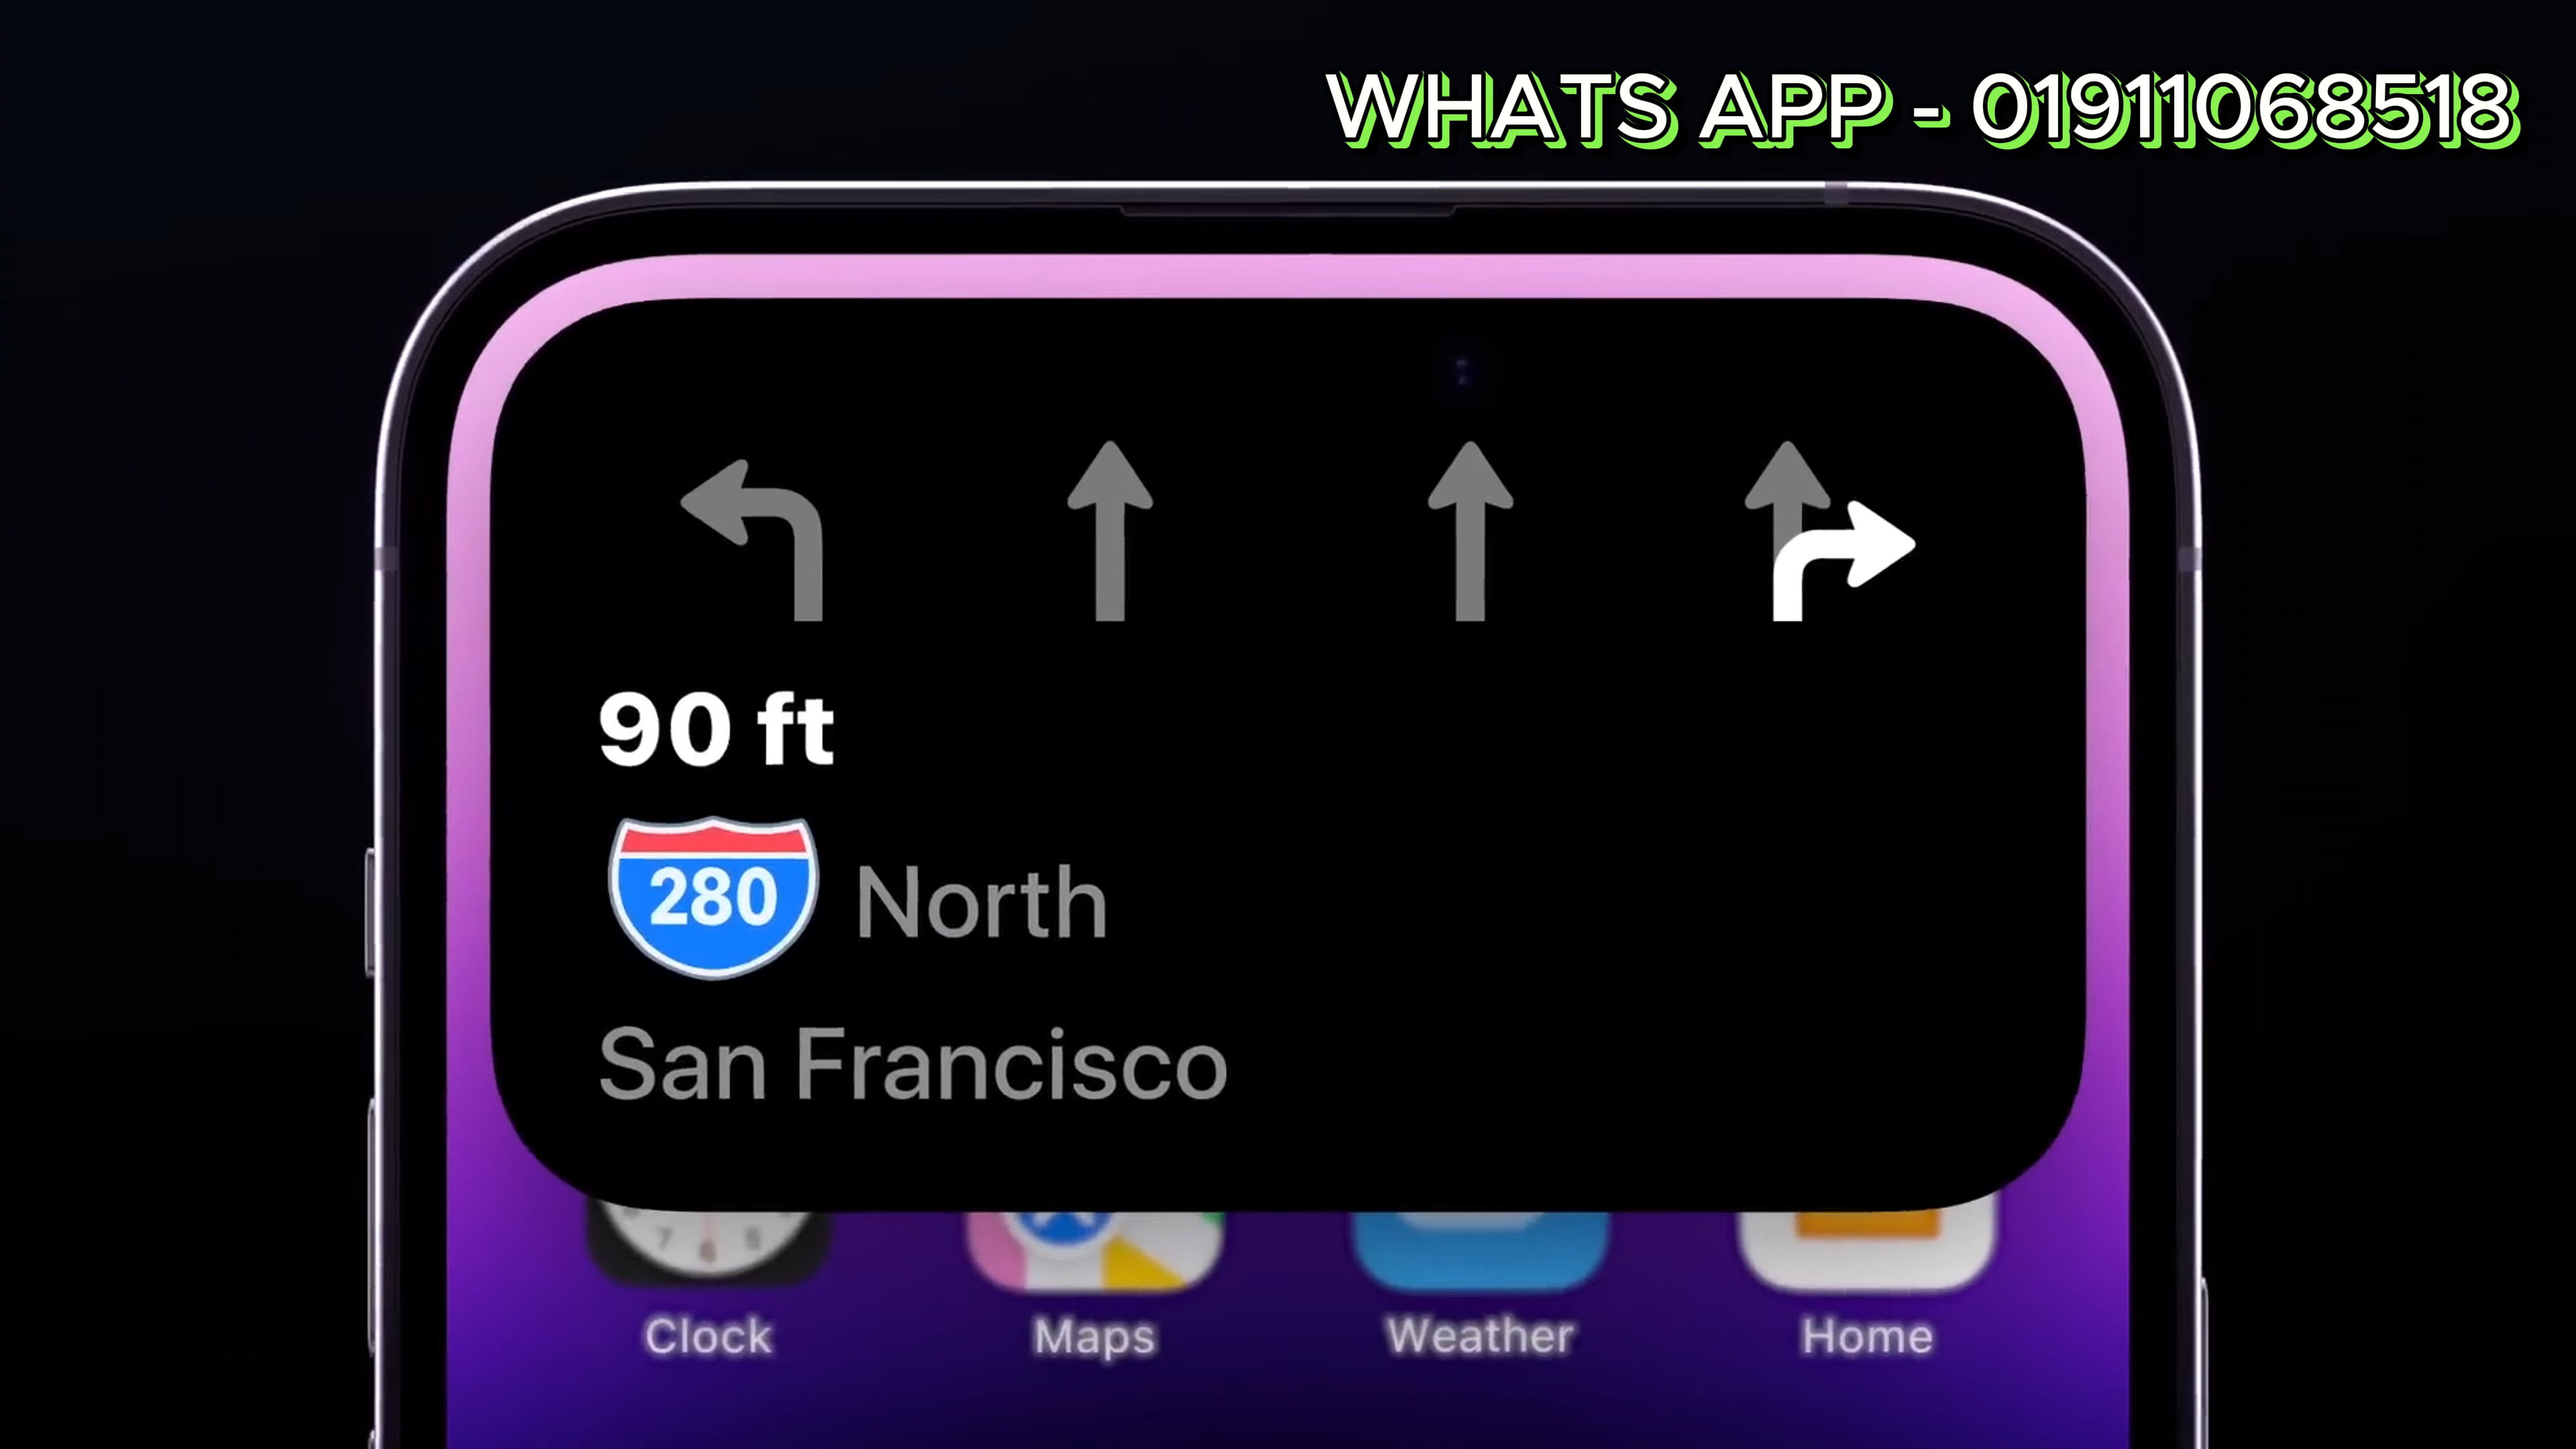 WHATS APP - 01911068518
90 ft
280 North
San Francisco
Clock Maps Weather Home